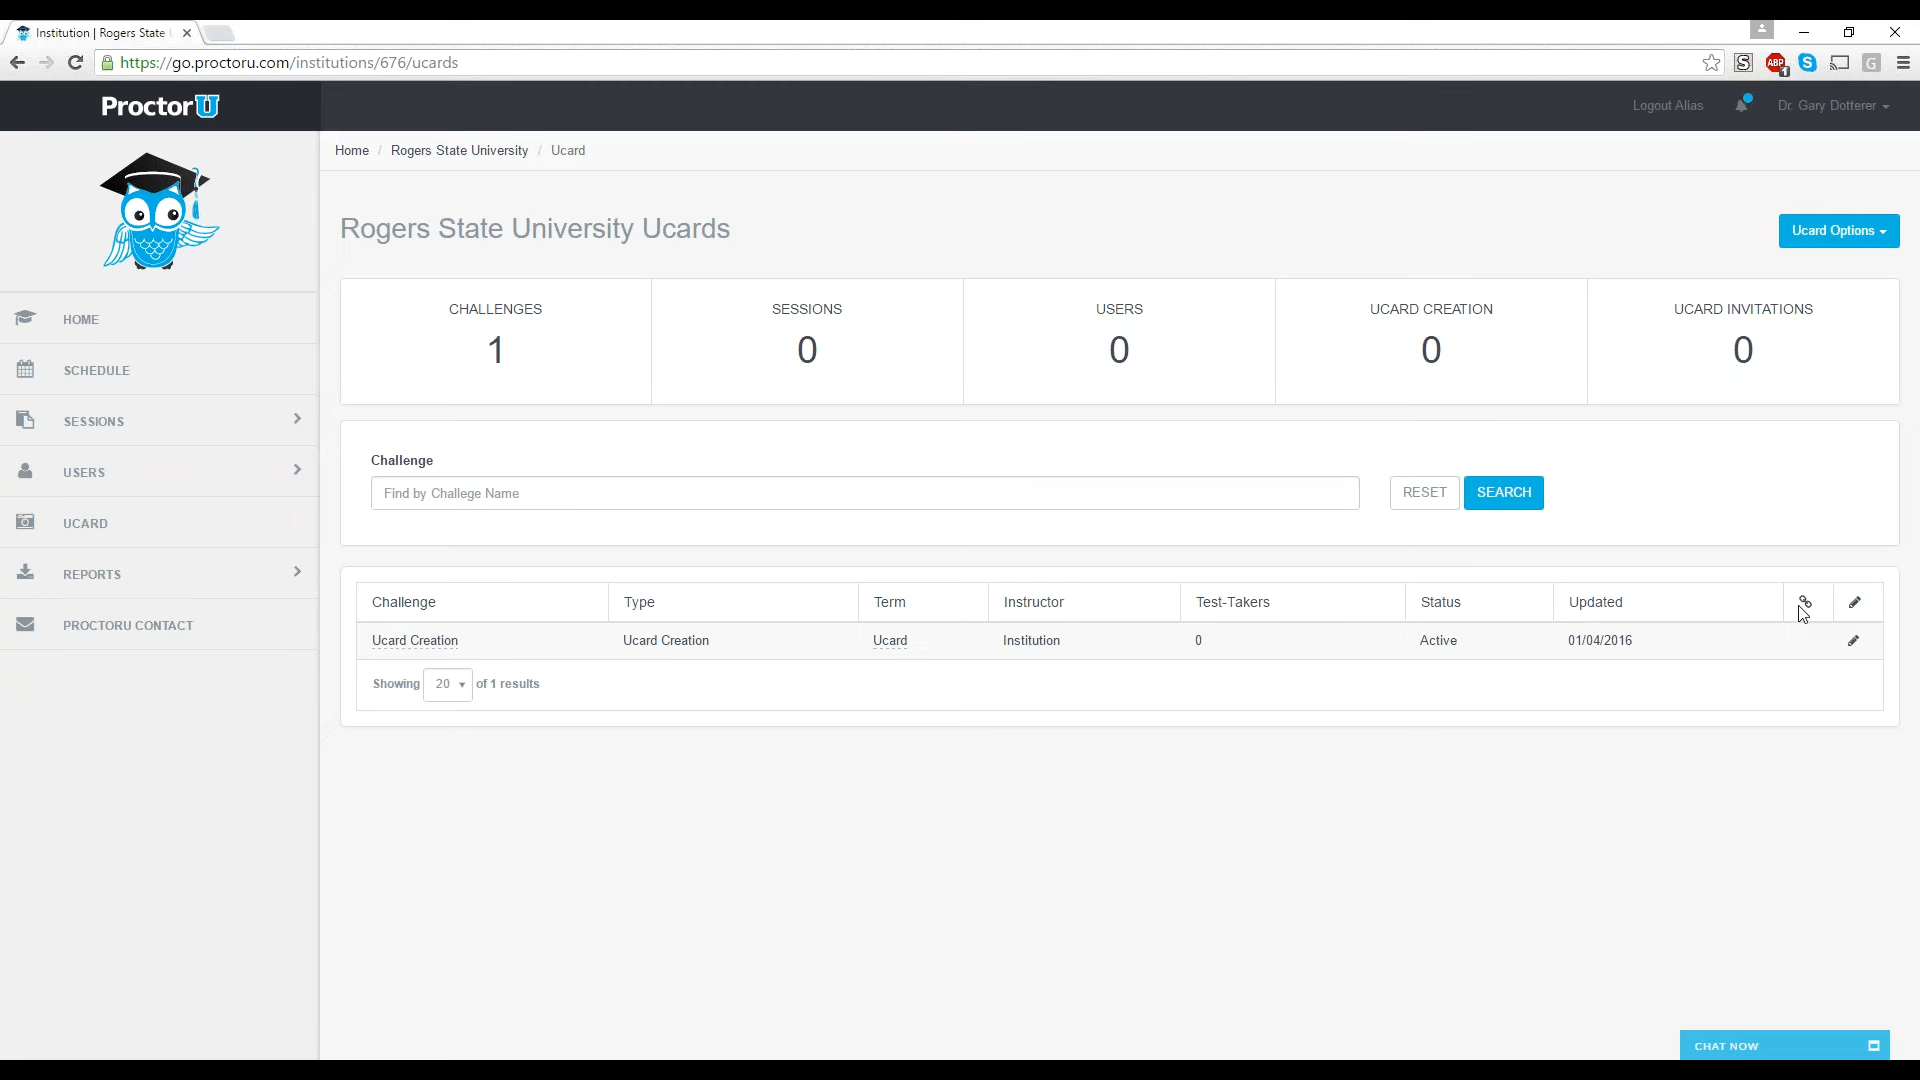 Institution | Rogers State U
https://go.proctoru.com/institutions/676/ucards
S ABP 1 S G
ProctorU
Logout Alias Dr. Gary Dotterer
Home / Rogers State University / Ucard
Rogers State University Ucards
Ucard Options
CHALLENGES SESSIONS USERS UCARD CREATION UCARD INVITATIONS
1 0 0 0 0
HOME
SCHEDULE
SESSIONS
USERS
UCARD
REPORTS
PROCTORU CONTACT
Challenge
Find by Challege Name RESET SEARCH
Challenge Type Term Instructor Test-Takers Status Updated
Ucard Creation Ucard Creation Ucard Institution 0 Active 01/04/2016
Showing 20 of 1 results
CHAT NOW